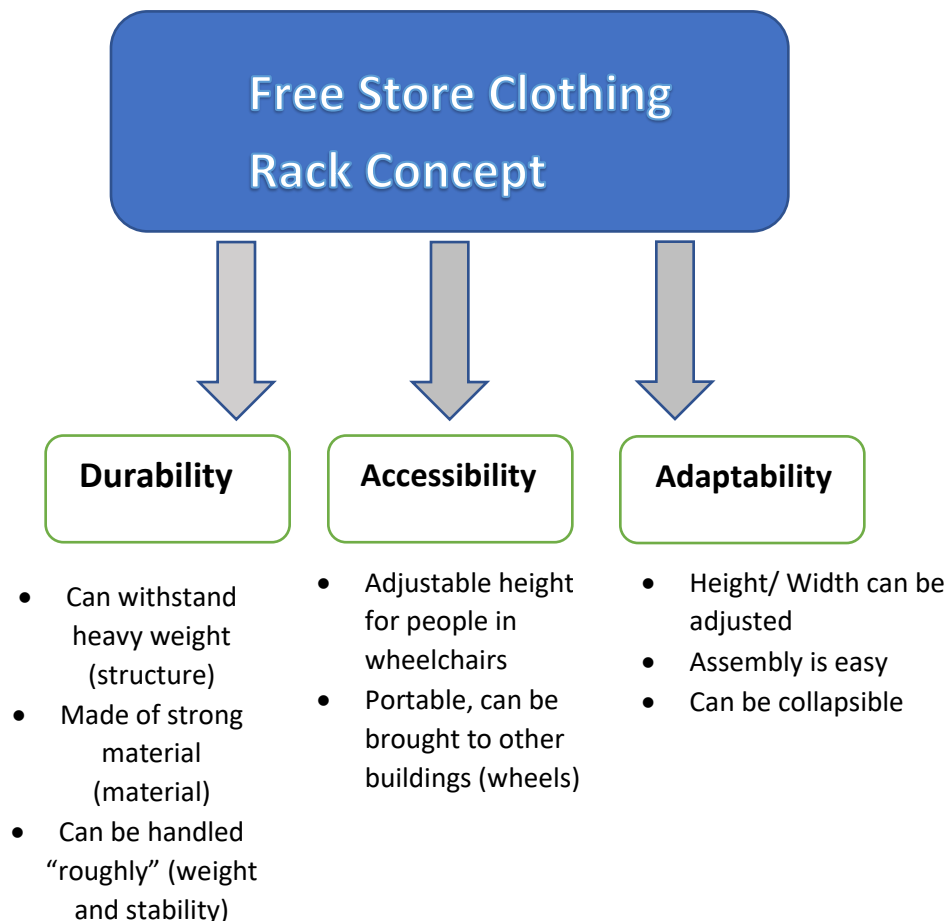 Free Store Clothing
Rack Concept
Durability
• Can withstand
heavy weight
(structure)
• Made of strong
material
(material)
• Can be handled
“roughly” (weight
and stability)
Accessibility
• Adjustable height
for people in
wheelchairs
• Portable, can be
brought to other
buildings (wheels)
Adaptability
• Height/ Width can be
adjusted
• Assembly is easy
• Can be collapsible